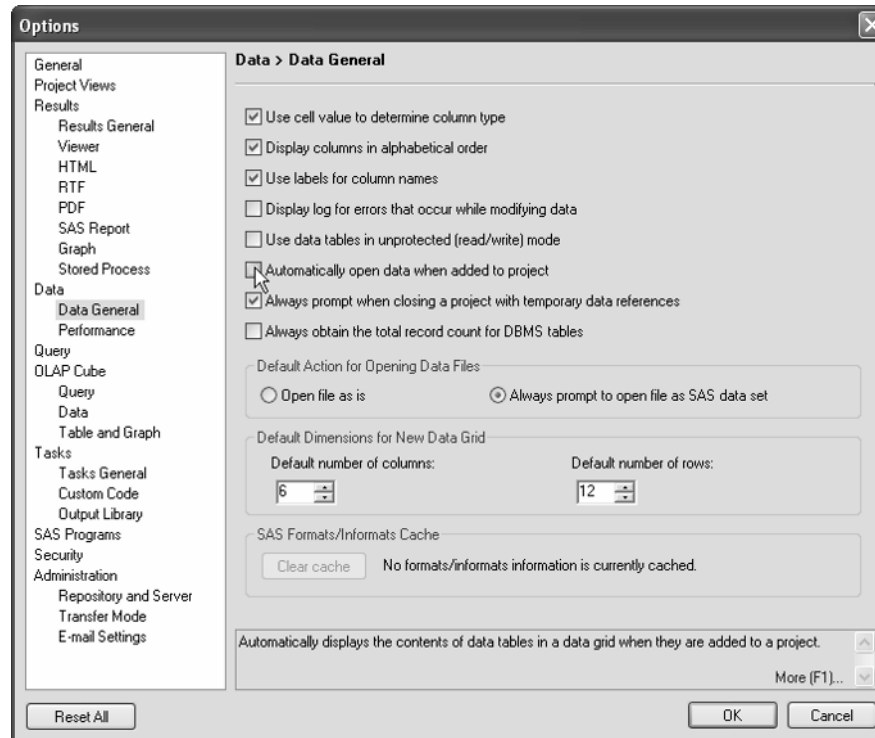 Options
General
Project Views
Results
Results General
Viewer
HTML
RTF
PDF
SAS Report
Graph
Stored Process
Data
Data General
Performance
Query
OLAP Cube
Query
Data
Table and Graph
Tasks
Tasks General
Custom Code
Output Library
SAS Programs
Security
Administration
Repository and Server
Transfer Mode
E-mail Settings
Data > Data General
Use cell value to determine column type
Display columns in alphabetical order
Use labels for column names
Display log for errors that occur while modifying data
Use data tables in unprotected (read/write) mode
Automatically open data when added to project
Always prompt when closing a project with temporary data references
Always obtain the total record count for DBMS tables
Default Action for Opening Data Files
Open file as is Always prompt to open file as SAS data set
Default Dimensions for New Data Grid
Default number of columns: Default number of rows:
6 12
SAS Formats/Informats Cache
Clear cache No formats/informats information is currently cached.
Automatically displays the contents of data tables in a data grid when they are added to a project.
More (F1)...
Reset All OK Cancel